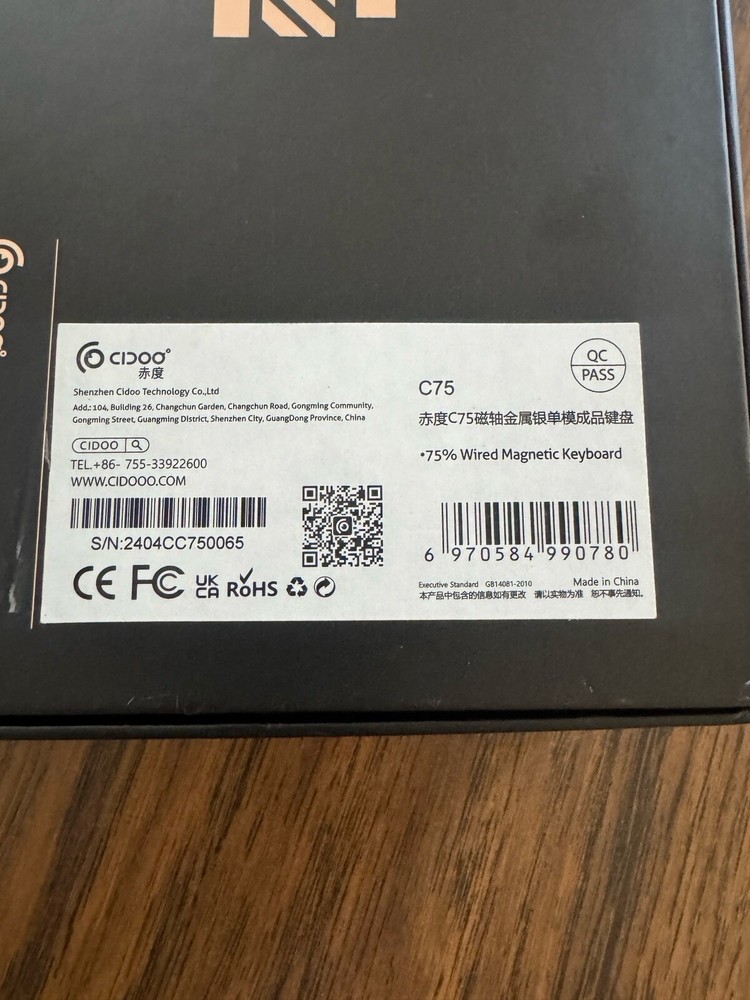 CIDOO
CIDOO
赤度
Shenzhen Cidoo Technology Co.,Ltd
Add.: 104, Building 26, Changchun Garden, Changchun Road, Gongming Community,
Gongming Street, Guangming District, Shenzhen City, GuangDong Province, China
CIDOO
TEL.+86- 755-33922600
WWW.CIDOOO.COM
S/N:2404CC750065
CE FC UK CA RoHS
QC
PASS
C75
赤度C75磁轴金属银单模成品键盘
•75% Wired Magnetic Keyboard
6 970584 990780
Executive Standard GB14081-2010
Made in China
本产品中包含的信息如有更改 请以实物为准 恕不事先通知。